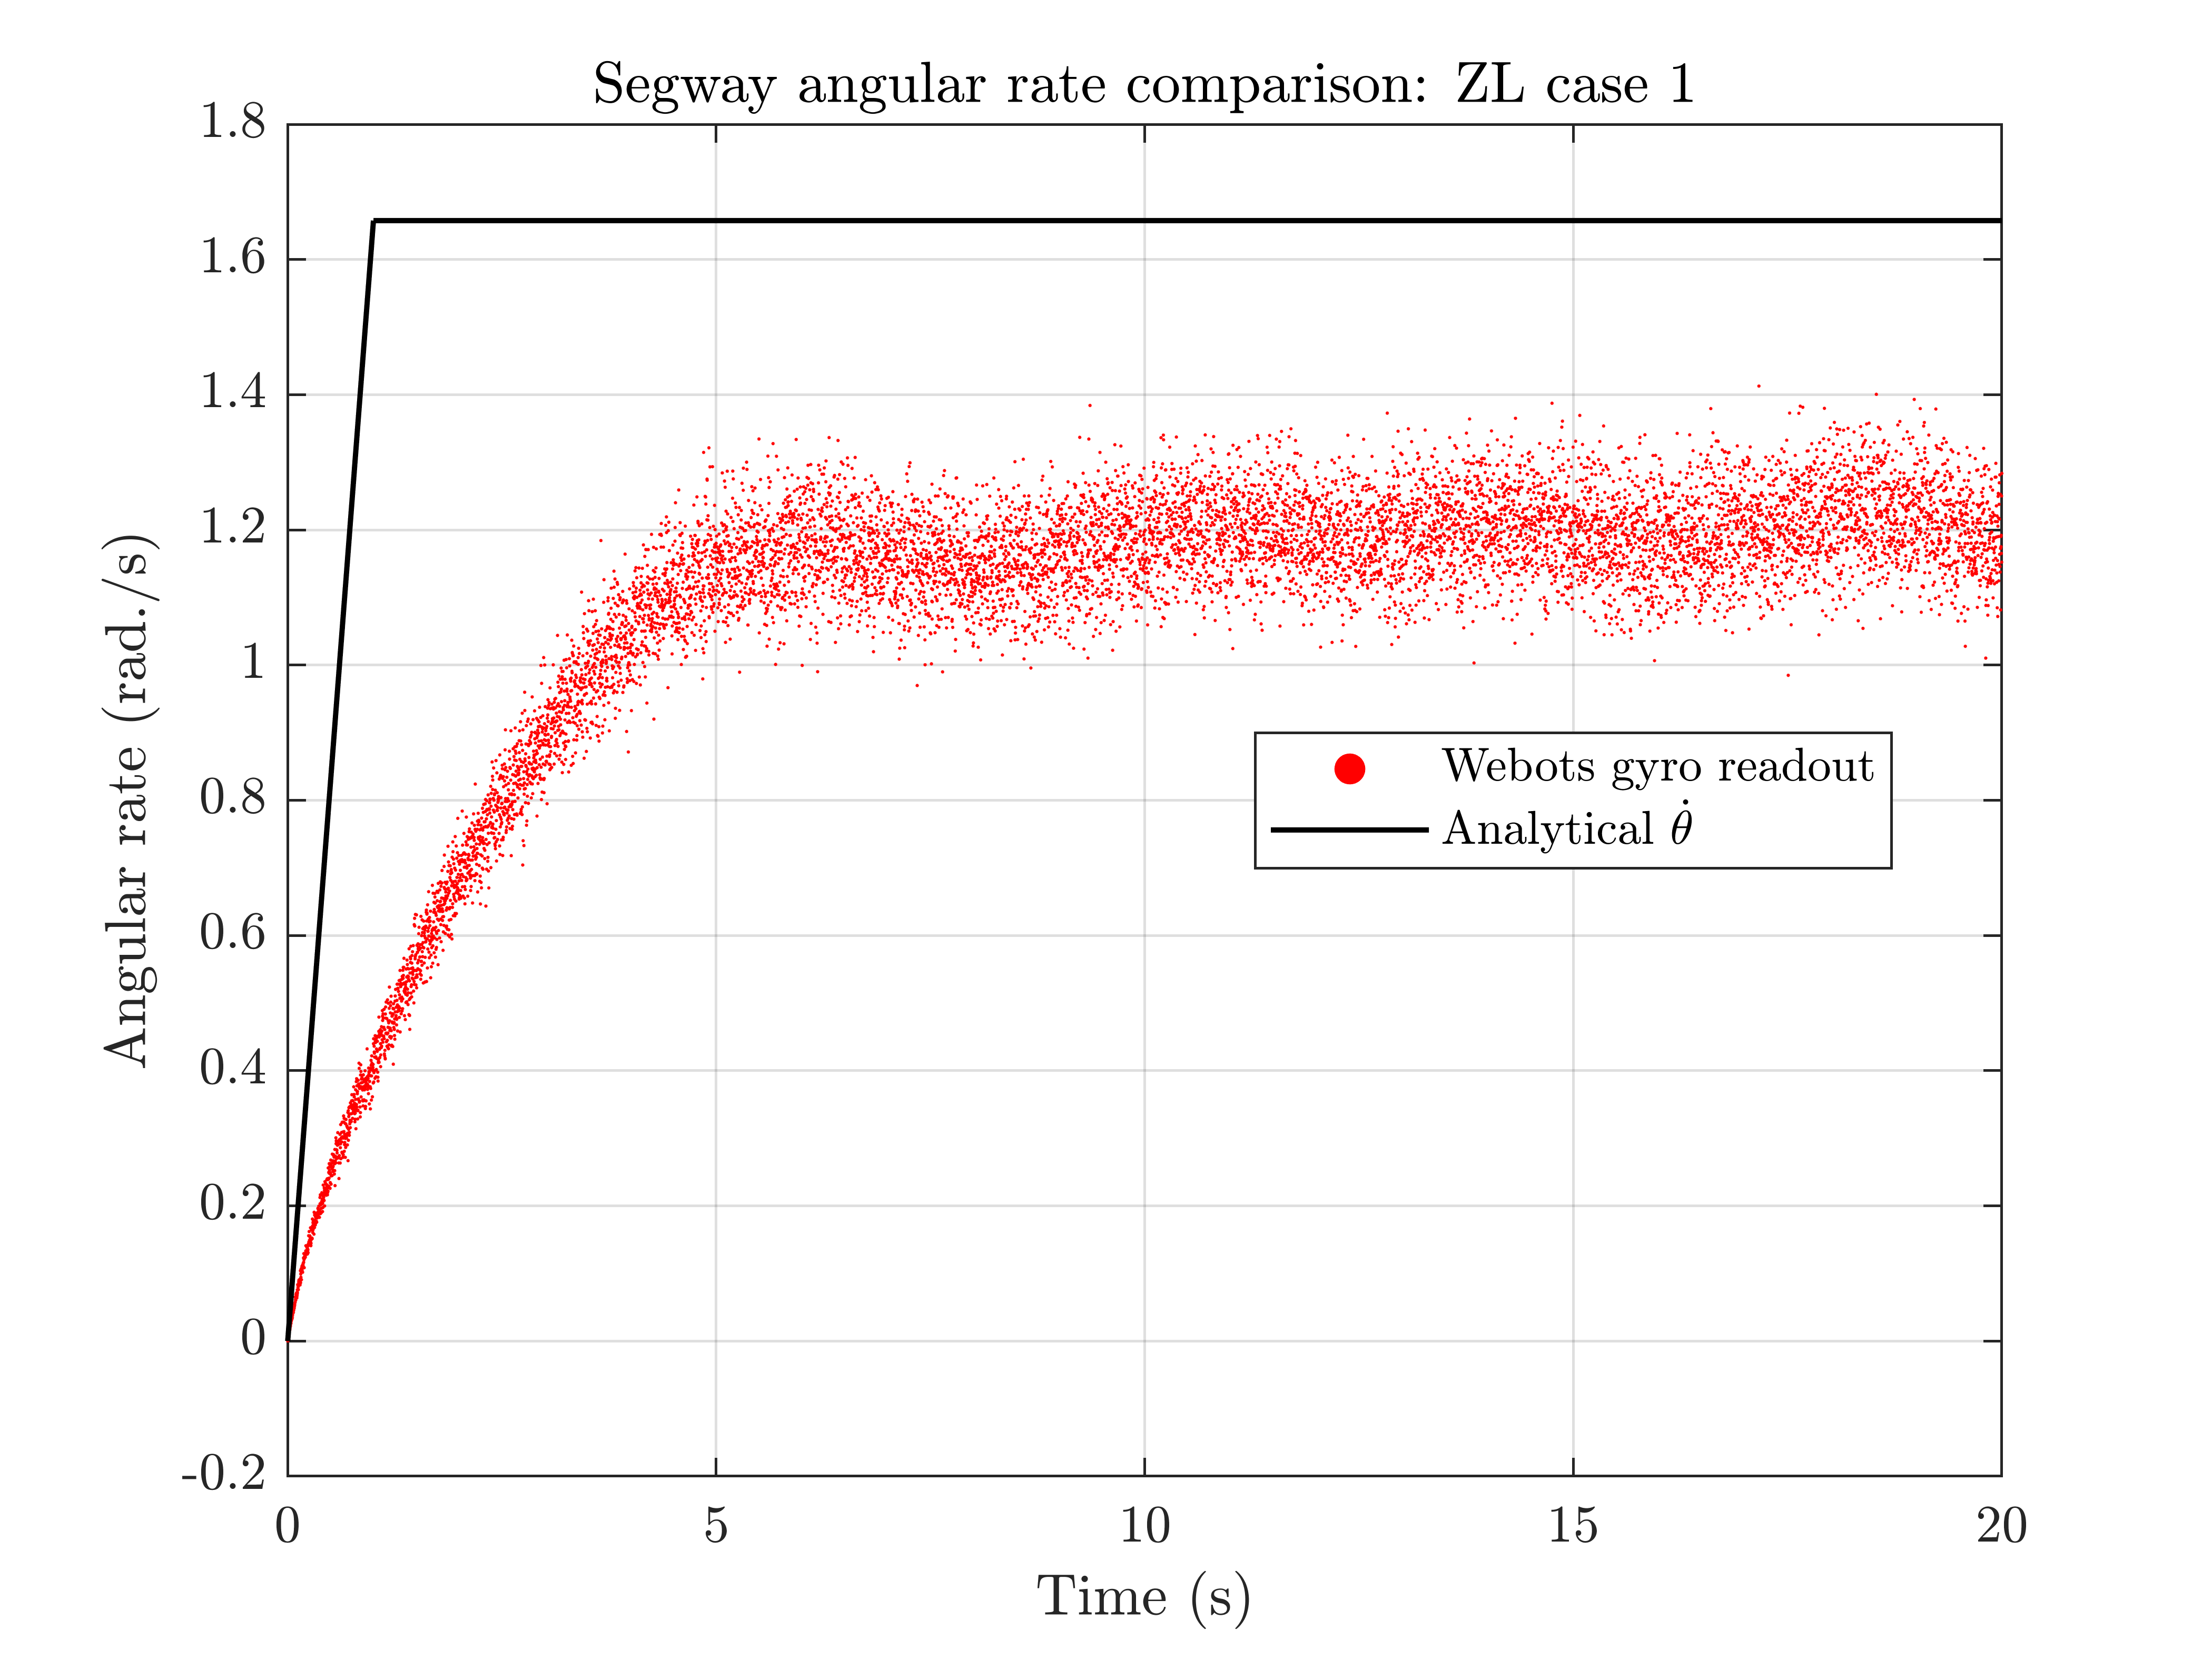 Segway angular rate comparison: ZL case 1
1.8
1.6
1.4
1.2
1
0.8
0.6
0.4
0.2
0
-0.2
Angular rate (rad./s)
Webots gyro readout
Analytical θ̇
0 5 10 15 20
Time (s)